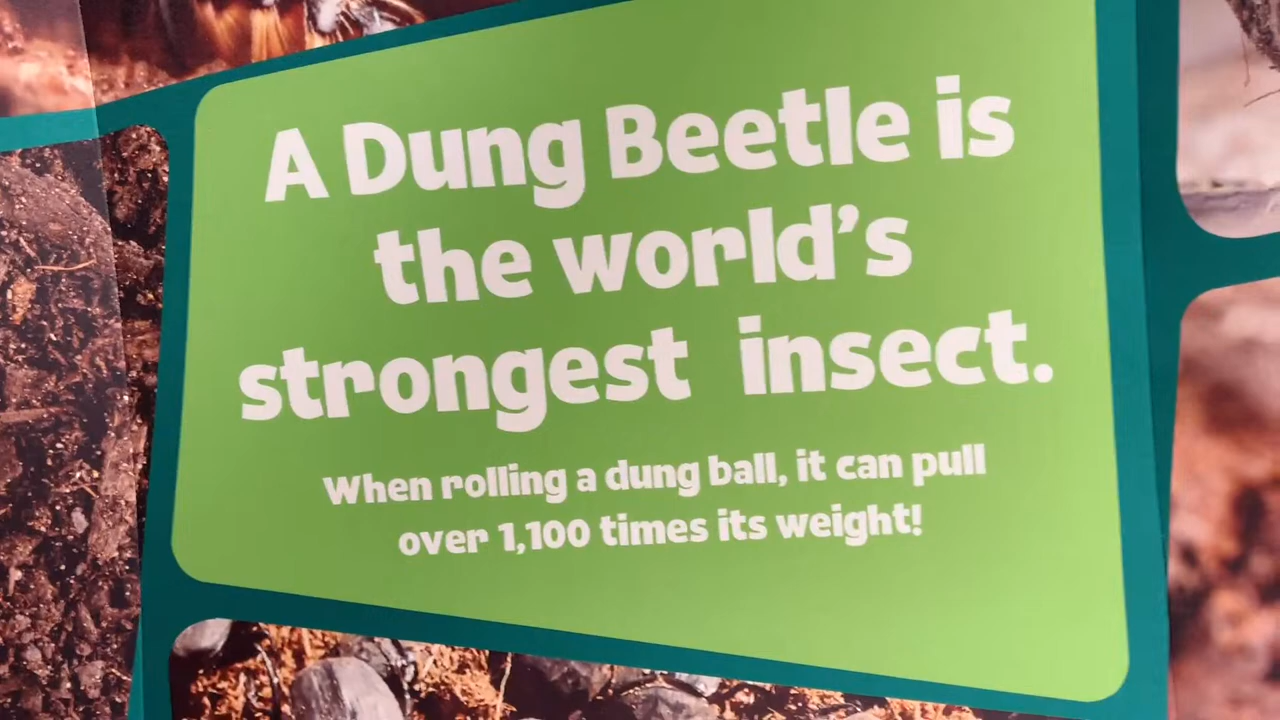 A Dung Beetle is
the world's
strongest insect.
When rolling a dung ball, it can pull
over 1,100 times its weight!